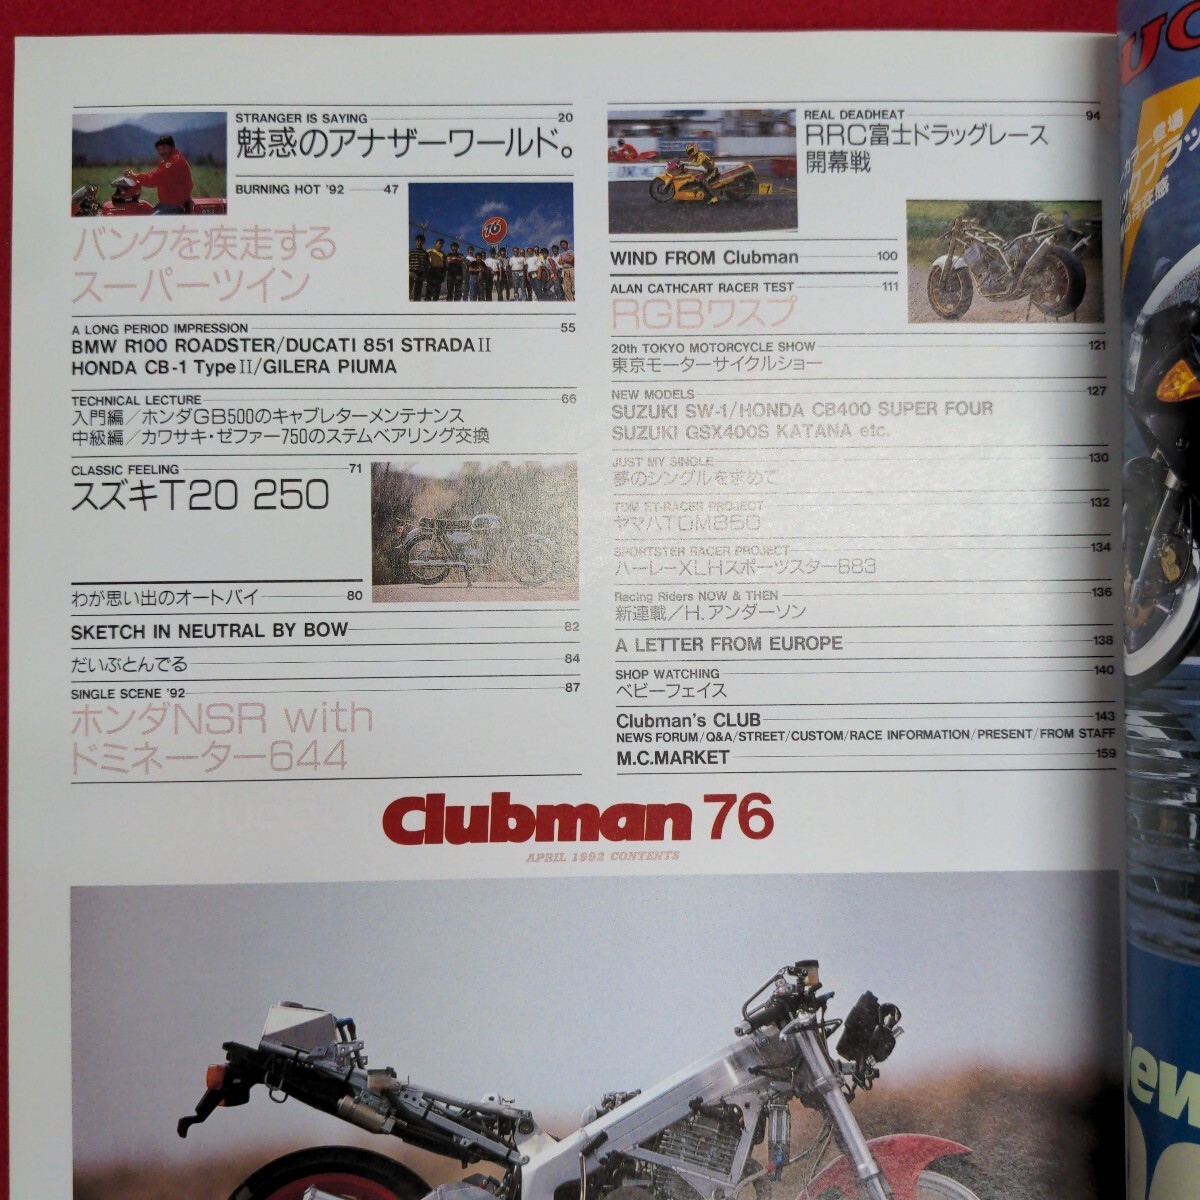 STRANGER IS SAYING 20
魅惑のアナザーワールド。
BURNING HOT '92 47
バンクを疾走する
スーパーツイン
A LONG PERIOD IMPRESSION 55
BMW R100 ROADSTER/DUCATI 851 STRADA II
HONDA CB-1 Type II/GILERA PIUMA
TECHNICAL LECTURE 66
入門編/ホンダGB500のキャブレターメンテナンス
中級編/カワサキ・ゼファー750のステムベアリング交換
CLASSIC FEELING 71
スズキT20 250
わが思い出のオートバイ 80
SKETCH IN NEUTRAL BY BOW 82
だいぶとんでる 84
SINGLE SCENE '92 87
ホンダNSR with
ドミネーター644
REAL DEADHEAT 94
RRC富士ドラッグレース
開幕戦
WIND FROM Clubman 100
ALAN CATHCART RACER TEST 111
RGBワスプ
20th TOKYO MOTORCYCLE SHOW 121
東京モーターサイクルショー
NEW MODELS 127
SUZUKI SW-1/HONDA CB400 SUPER FOUR
SUZUKI GSX400S KATANA etc.
JUST MY SINGLE 130
夢のシングルを求めて
TDM ET-RACER PROJECT 132
ヤマハTDM850
SPORTSTER RACER PROJECT 134
ハーレーXLHスポーツスター883
Racing Riders NOW & THEN 136
新連載/H.アンダーソン
A LETTER FROM EUROPE 138
SHOP WATCHING 140
ベビーフェイス
Clubman's CLUB 143
NEWS FORUM/Q&A/STREET/CUSTOM/RACE INFORMATION/PRESENT/FROM STAFF
M.C.MARKET 159
Clubman 76
APRIL 1992 CONTENTS
76